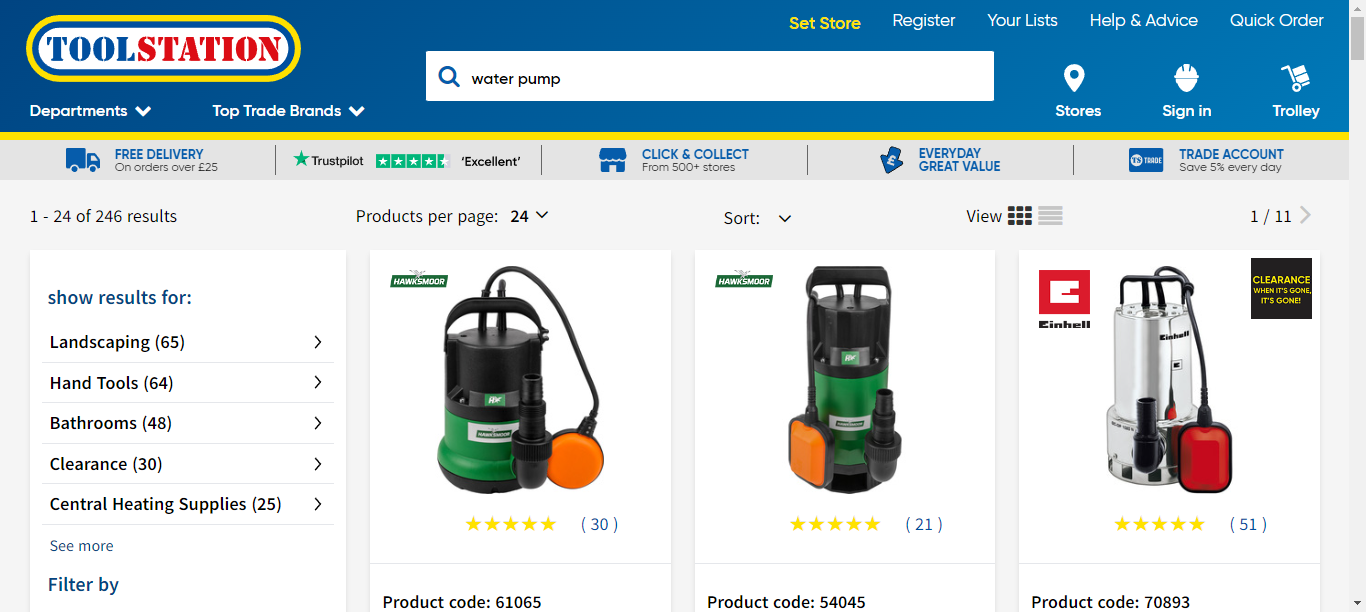 Set Store
Register
Your Lists
Help & Advice
Quick Order
TOOLSTATION
water pump
Departments
Top Trade Brands
Stores
Sign in
Trolley
FREE DELIVERY
On orders over £25
Trustpilot
'Excellent'
CLICK & COLLECT
From 500+ stores
£
EVERYDAY
GREAT VALUE
TS TRADE
TRADE ACCOUNT
Save 5% every day
1 - 24 of 246 results
Products per page: 24
Sort:
View
1 / 11
show results for:
Landscaping (65)
Hand Tools (64)
Bathrooms (48)
Clearance (30)
Central Heating Supplies (25)
See more
Filter by
HAWKSMOOR
HAWKSMOOR
( 30 )
Product code: 61065
HAWKSMOOR
( 21 )
Product code: 54045
Einhell
CLEARANCE
WHEN IT'S GONE,
IT'S GONE!
Einhell
( 51 )
Product code: 70893